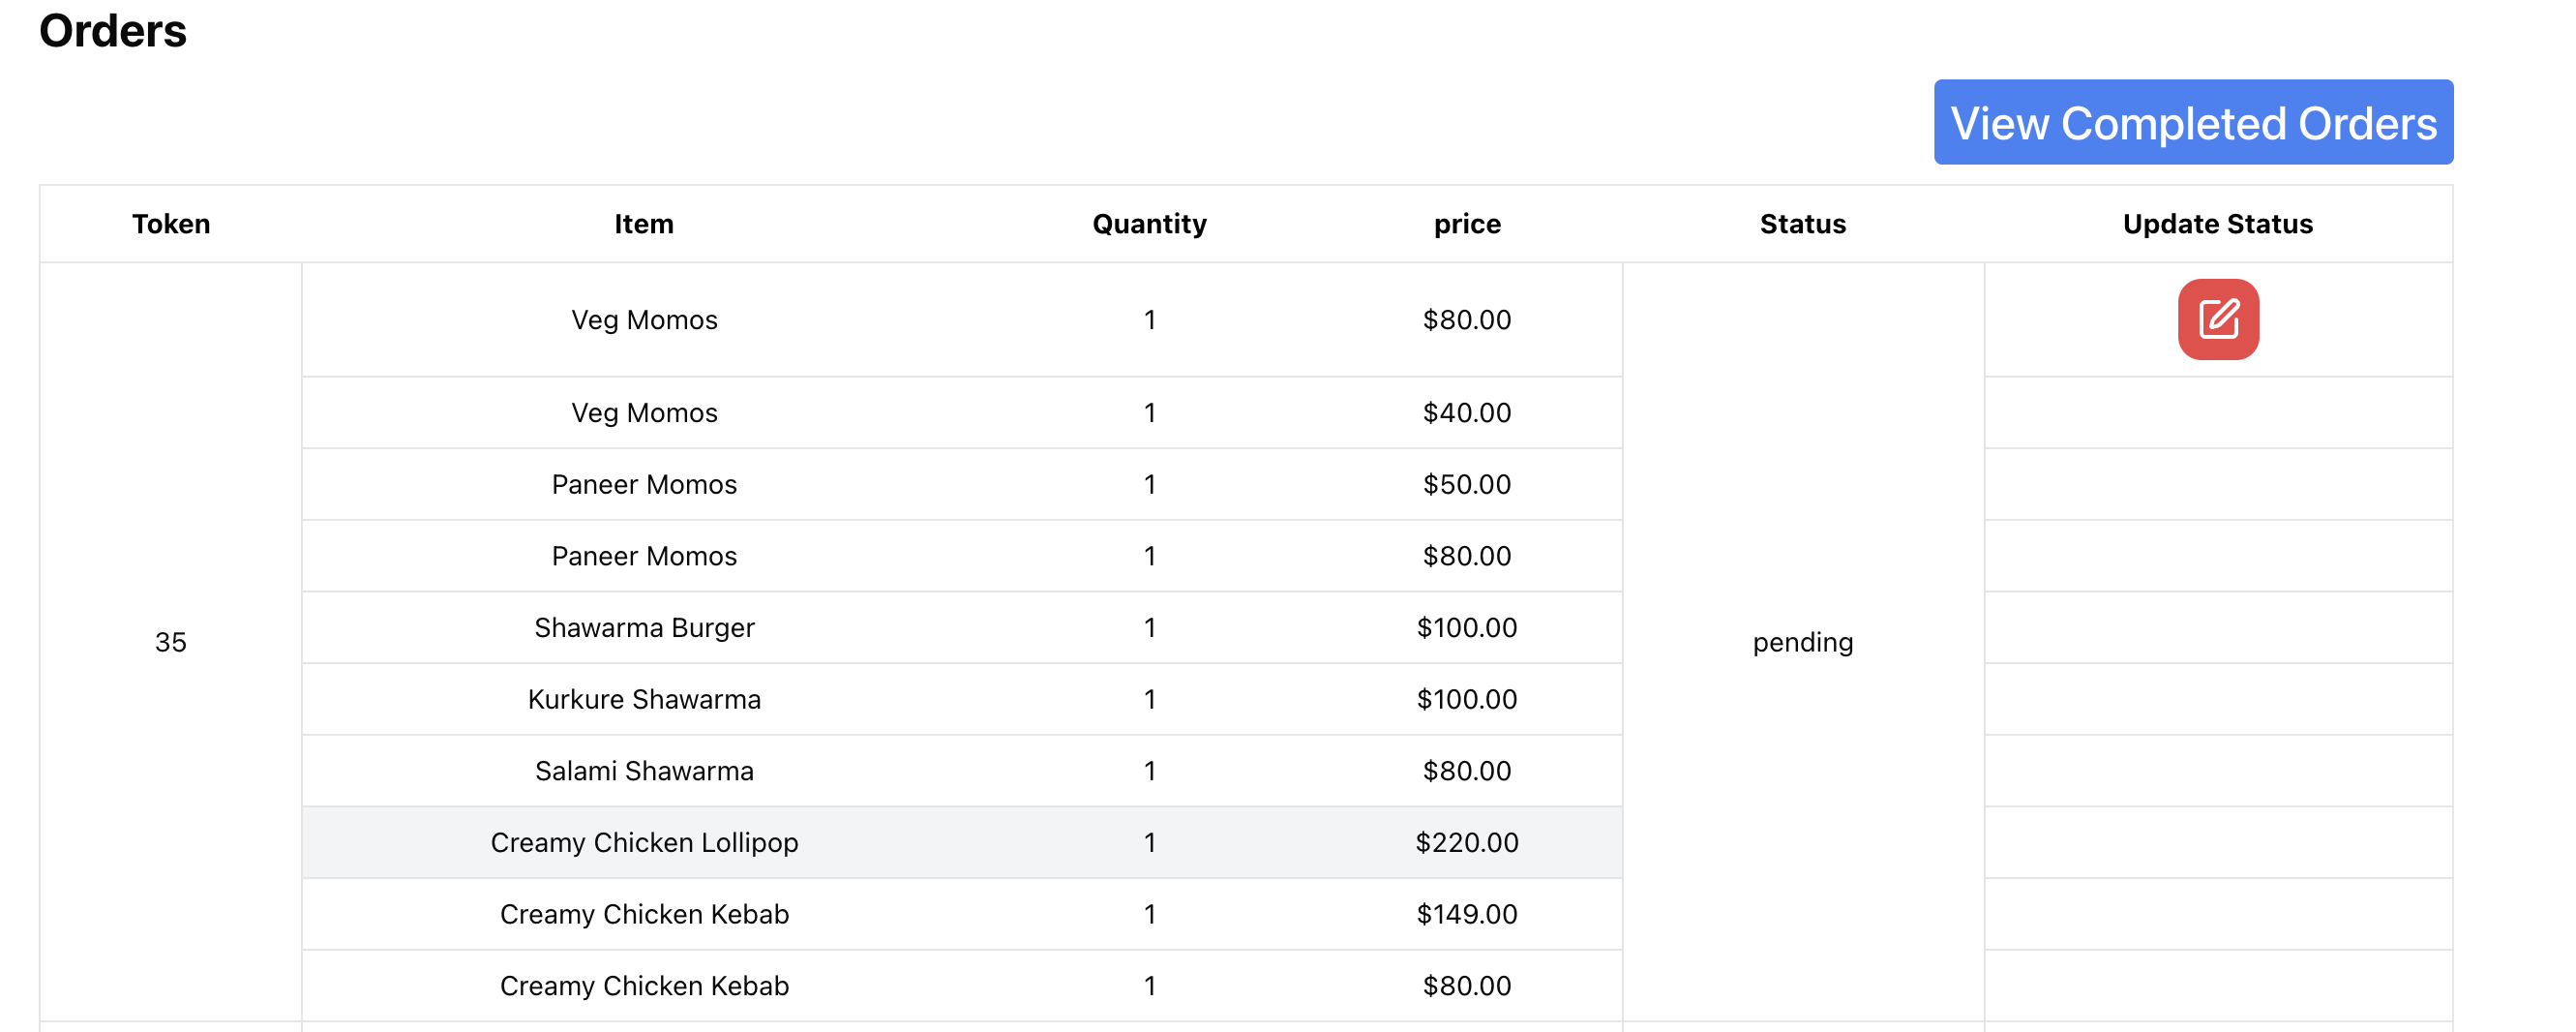 Orders
View Completed Orders
Token Item Quantity price Status Update Status
Veg Momos 1 $80.00
Veg Momos 1 $40.00
Paneer Momos 1 $50.00
Paneer Momos 1 $80.00
Shawarma Burger 1 $100.00
35 pending
Kurkure Shawarma 1 $100.00
Salami Shawarma 1 $80.00
Creamy Chicken Lollipop 1 $220.00
Creamy Chicken Kebab 1 $149.00
Creamy Chicken Kebab 1 $80.00